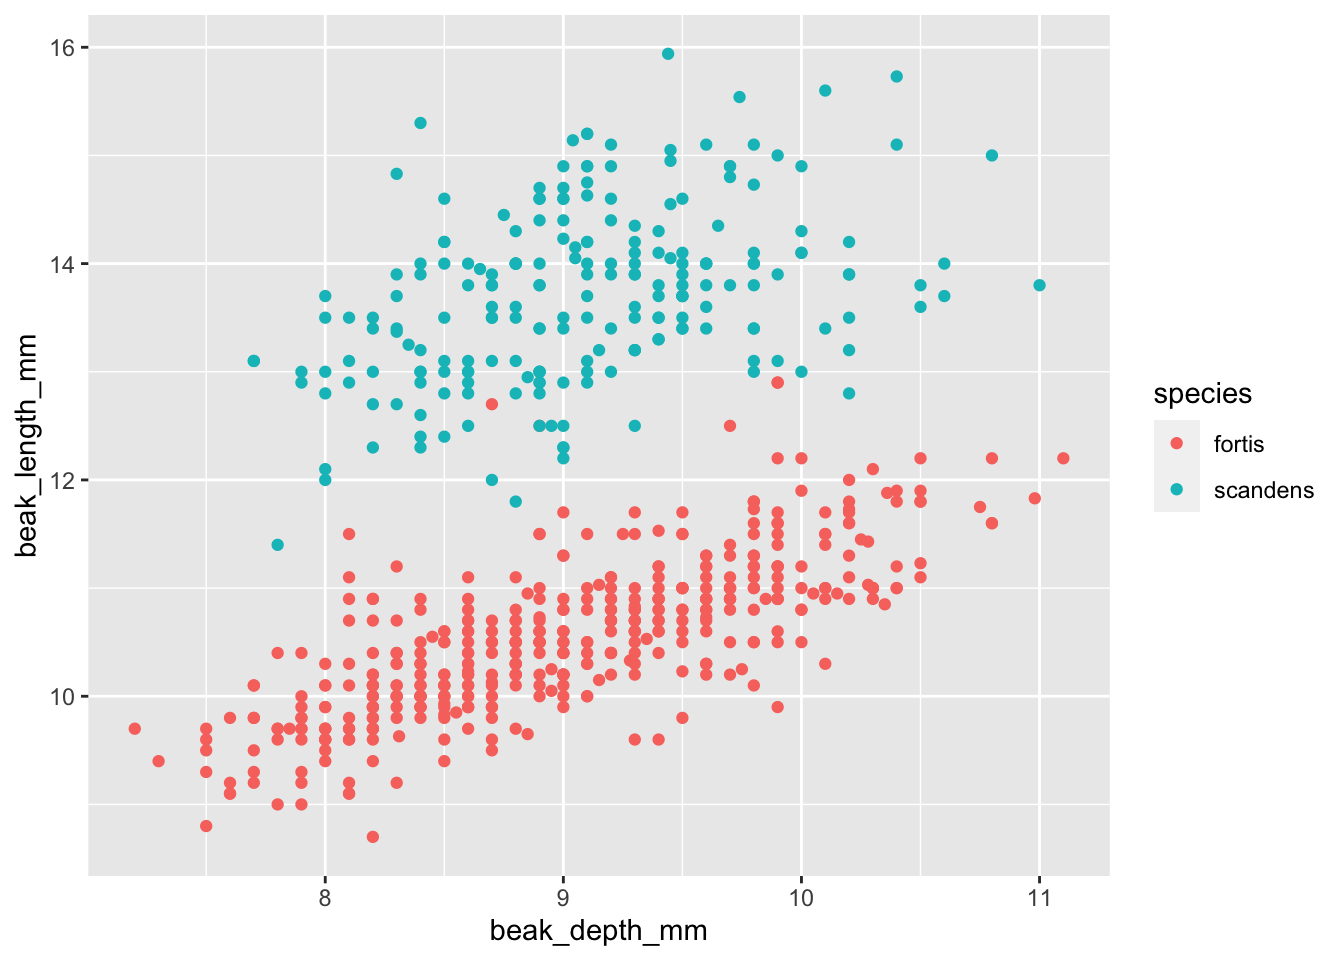 16
14
12
10
beak_length_mm
8 9 10 11
beak_depth_mm
species
fortis
scandens